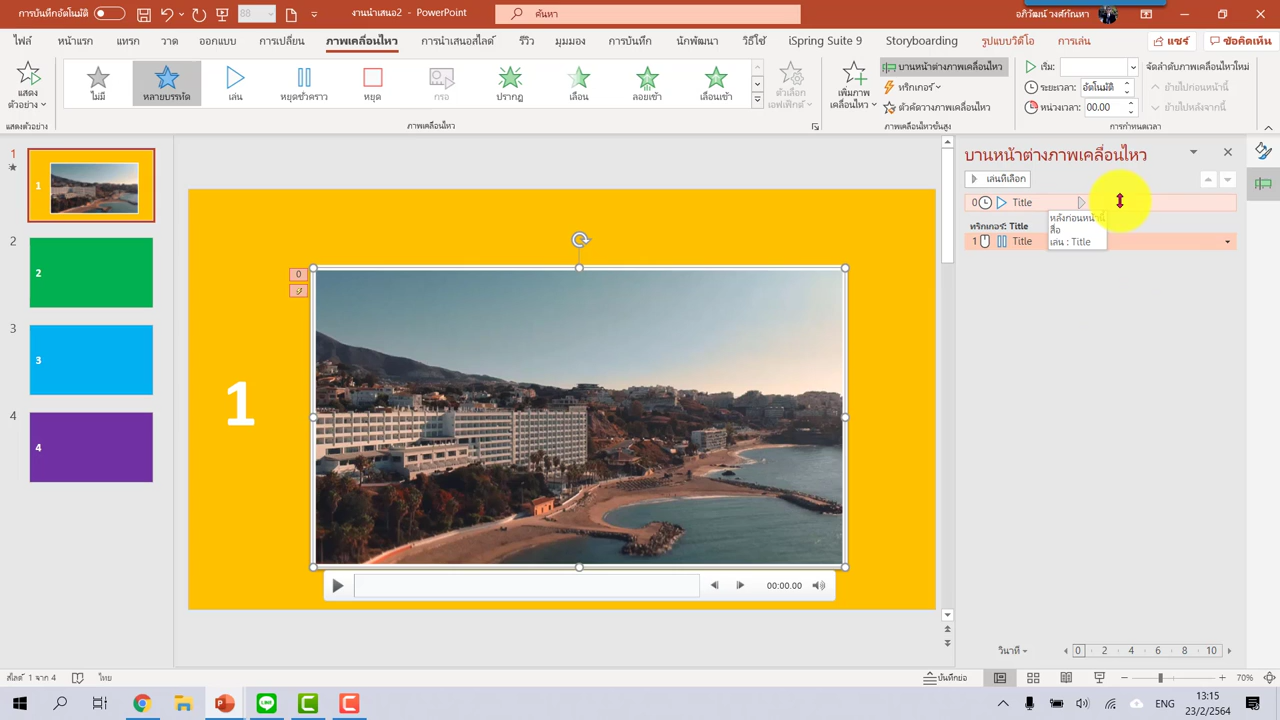 การบันทึกอัตโนมัติ
88
งานนำเสนอ2 - PowerPoint
ค้นหา
อภิวัฒน์ วงศ์ทัณหา
ไฟล์
หน้าแรก
แทรก
วาด
ออกแบบ
การเปลี่ยน
ภาพเคลื่อนไหว
การนำเสนอสไลด์
รีวิว
มุมมอง
การบันทึก
นักพัฒนา
วิธีใช้
iSpring Suite 9
Storyboarding
รูปแบบวิดีโอ
การเล่น
แชร์
ข้อคิดเห็น
แสดง
ตัวอย่าง
ไม่มี
หลายบรรทัด
เล่น
หยุดชั่วคราว
หยุด
กรอ
ปรากฏ
เลือน
ลอยเข้า
เลื่อนเข้า
ตัวเลือก
เอฟเฟ็กต์
เพิ่มภาพ
เคลื่อนไหว
บานหน้าต่างภาพเคลื่อนไหว
ทริกเกอร์
ตัวคัดวางภาพเคลื่อนไหว
เริ่ม:
ระยะเวลา: อัตโนมัติ
หน่วงเวลา: 00.00
จัดลำดับภาพเคลื่อนไหวใหม่
ย้ายไปก่อนหน้านี้
ย้ายไปหลังจากนี้
แสดงตัวอย่าง
ภาพเคลื่อนไหว
ภาพเคลื่อนไหวขั้นสูง
การกำหนดเวลา
1
1
2
2
3
3
4
4
0
1
00:00.00
บานหน้าต่างภาพเคลื่อนไหว
เล่นที่เลือก
0 Title
หลังก่อนหน้านี้
สื่อ
เล่น : Title
ทริกเกอร์: Title
1 Title
วินาที
0 2 4 6 8 10
สไลด์ 1 จาก 4
ไทย
บันทึกย่อ
70%
ENG
13:15
23/2/2564